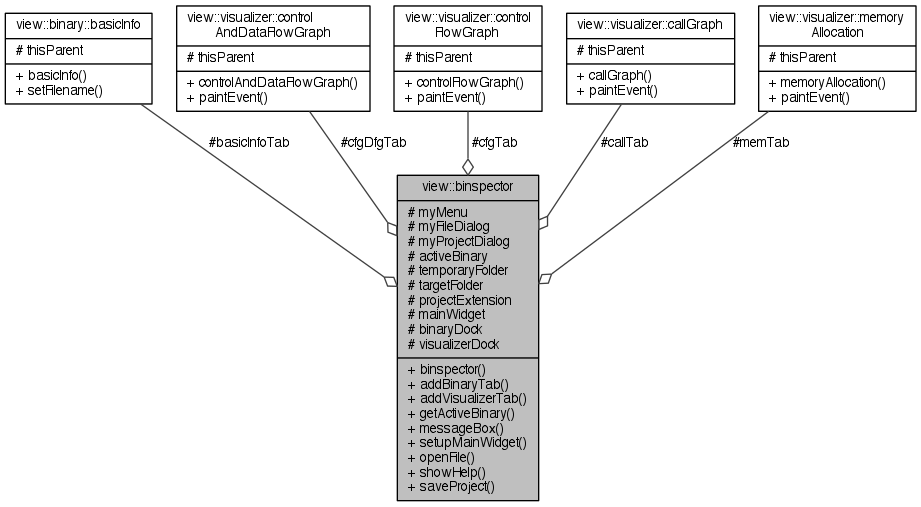 view::binary::basicInfo
# thisParent
+ basicInfo()
+ setFilename()
view::visualizer::control
AndDataFlowGraph
# thisParent
+ controlAndDataFlowGraph()
+ paintEvent()
view::visualizer::control
FlowGraph
# thisParent
+ controlFlowGraph()
+ paintEvent()
view::visualizer::callGraph
# thisParent
+ callGraph()
+ paintEvent()
view::visualizer::memory
Allocation
# thisParent
+ memoryAllocation()
+ paintEvent()
#basicInfoTab
#cfgDfgTab
#cfgTab
#callTab
#memTab
view::binspector
# myMenu
# myFileDialog
# myProjectDialog
# activeBinary
# temporaryFolder
# targetFolder
# projectExtension
# mainWidget
# binaryDock
# visualizerDock
+ binspector()
+ addBinaryTab()
+ addVisualizerTab()
+ getActiveBinary()
+ messageBox()
+ setupMainWidget()
+ openFile()
+ showHelp()
+ saveProject()